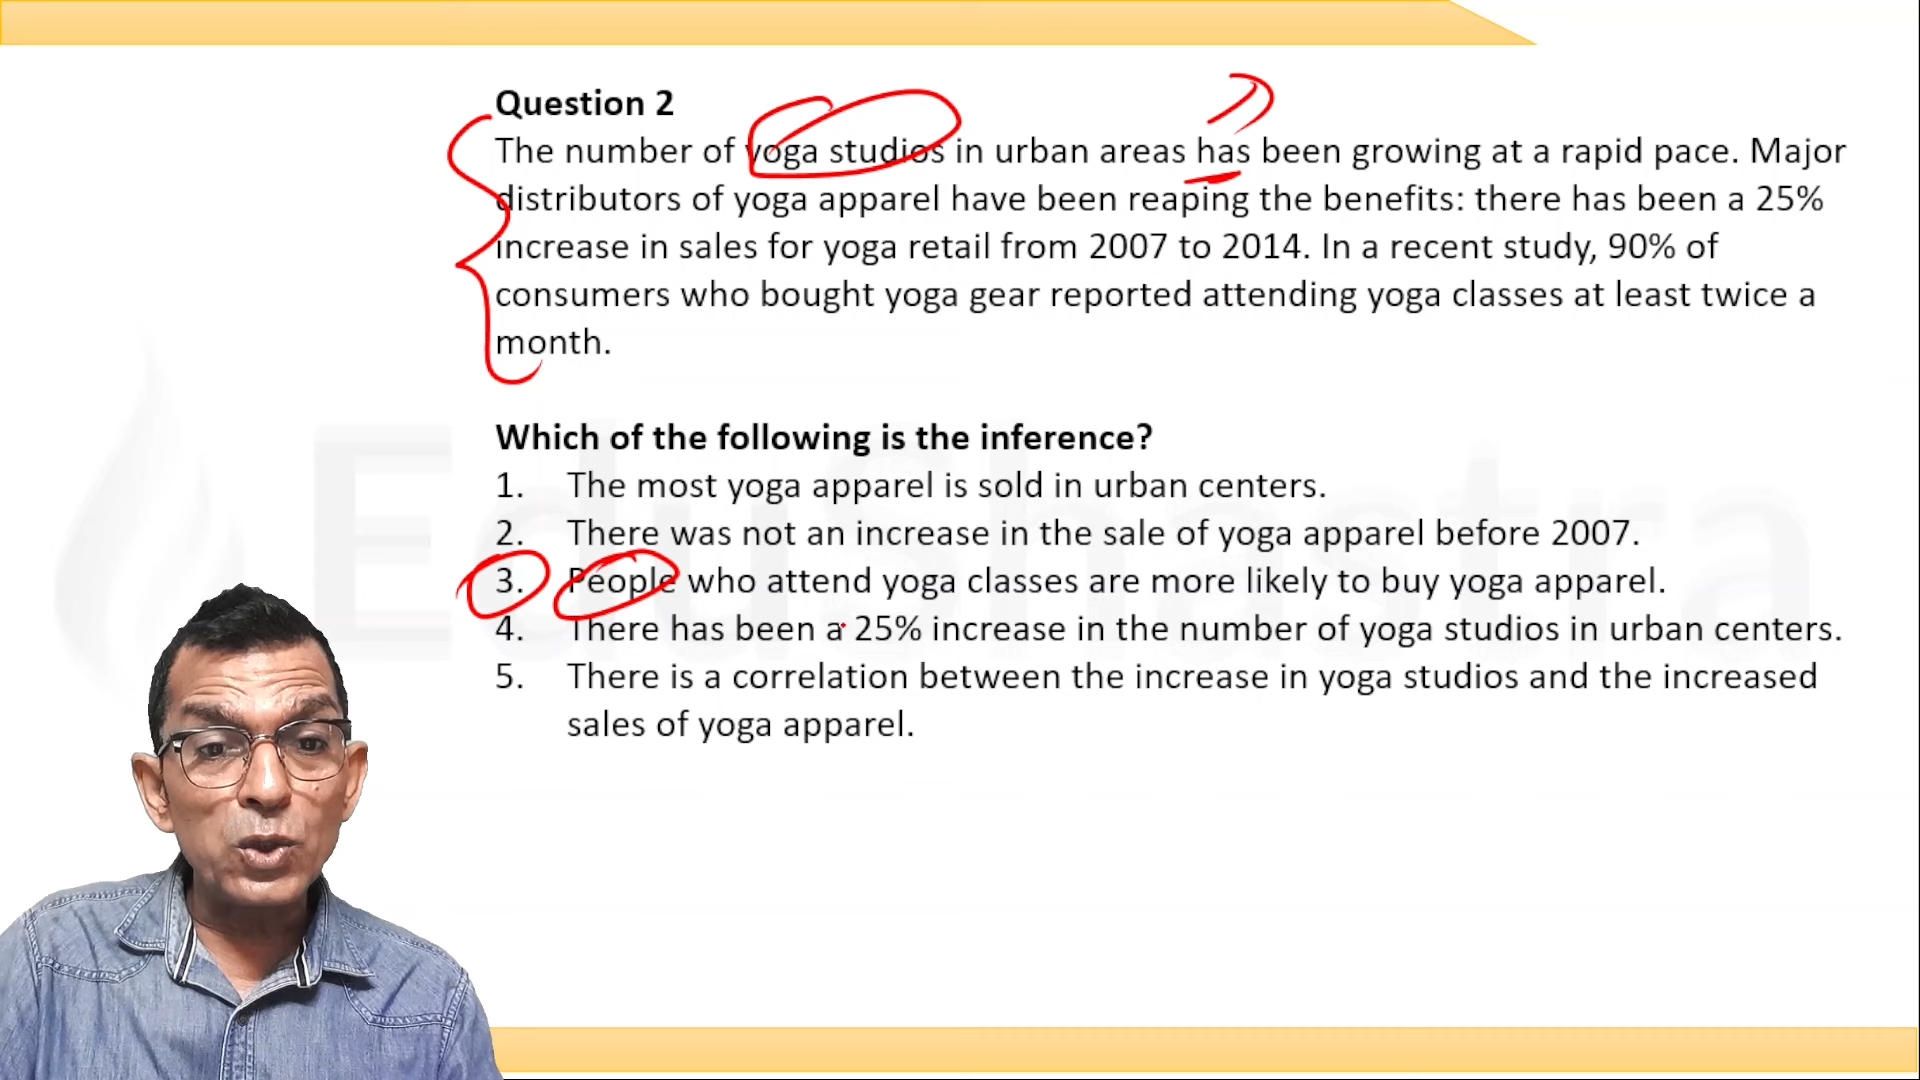 Question 2
The number of yoga studios in urban areas has been growing at a rapid pace. Major
distributors of yoga apparel have been reaping the benefits: there has been a 25%
increase in sales for yoga retail from 2007 to 2014. In a recent study, 90% of
consumers who bought yoga gear reported attending yoga classes at least twice a
month.
Which of the following is the inference?
1. The most yoga apparel is sold in urban centers.
2. There was not an increase in the sale of yoga apparel before 2007.
3. People who attend yoga classes are more likely to buy yoga apparel.
4. There has been a 25% increase in the number of yoga studios in urban centers.
5. There is a correlation between the increase in yoga studios and the increased
sales of yoga apparel.
EduShastra